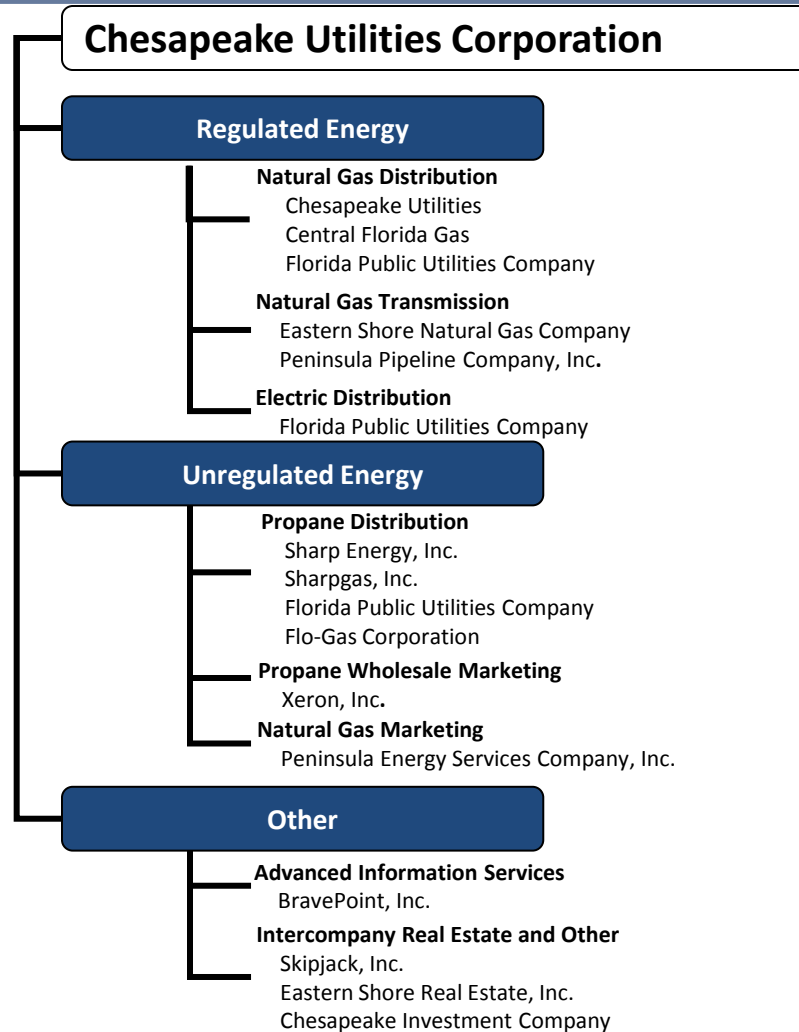 Chesapeake Utilities Corporation
Regulated Energy
Natural Gas Distribution
Chesapeake Utilities
Central Florida Gas
Florida Public Utilities Company
Natural Gas Transmission
Eastern Shore Natural Gas Company
Peninsula Pipeline Company, Inc.
Electric Distribution
Florida Public Utilities Company
Unregulated Energy
Propane Distribution
Sharp Energy, Inc.
Sharpgas, Inc.
Florida Public Utilities Company
Flo-Gas Corporation
Propane Wholesale Marketing
Xeron, Inc.
Natural Gas Marketing
Peninsula Energy Services Company, Inc.
Other
Advanced Information Services
BravePoint, Inc.
Intercompany Real Estate and Other
Skipjack, Inc.
Eastern Shore Real Estate, Inc.
Chesapeake Investment Company